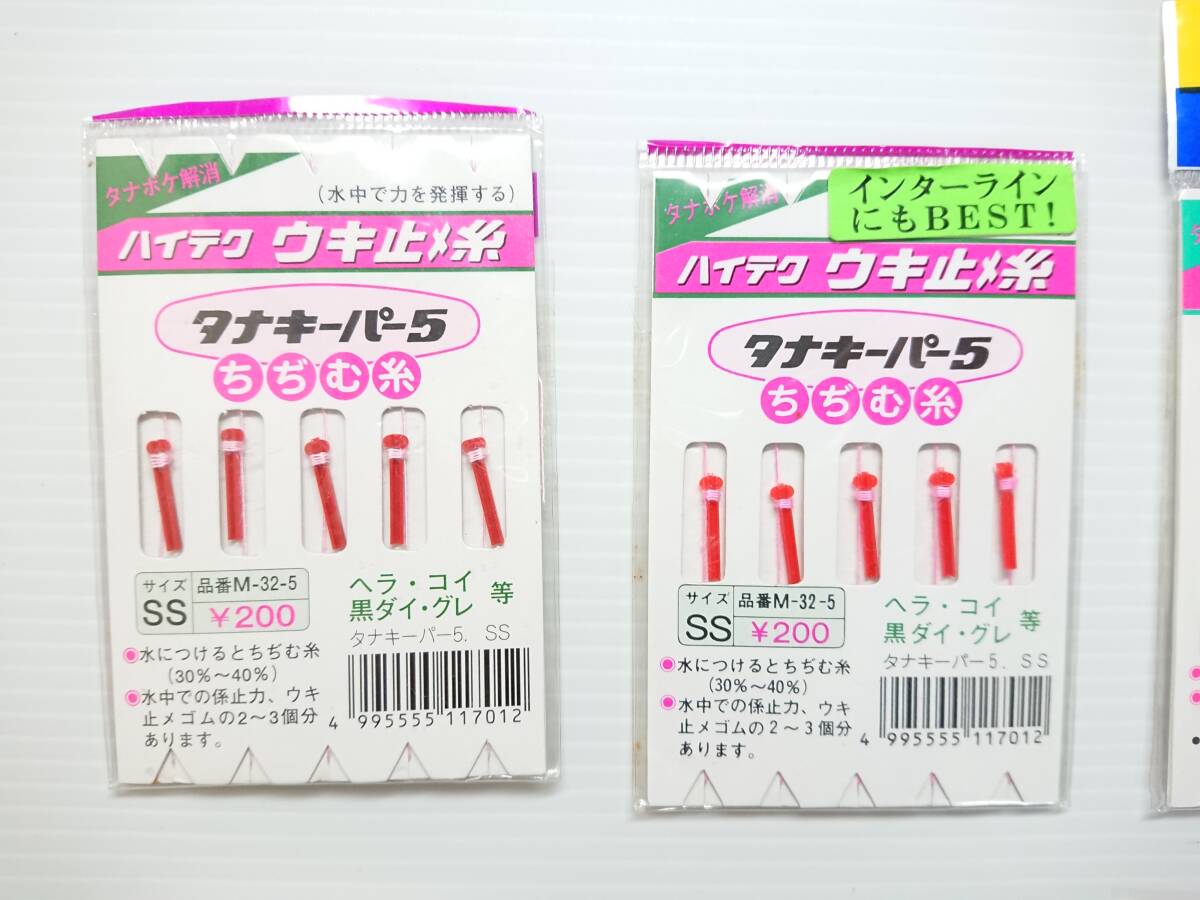 タナボケ解消
(水中で力を発揮する)
ハイテク ウキ止メ糸
タナキーパー5
ちぢむ糸
サイズ
SS
品番M-32-5
¥200
ヘラ・コイ
黒ダイ・グレ 等
タナキーパー5. SS
◉水につけるとちぢむ糸
(30%〜40%)
◉水中での係止力、ウキ
止メゴムの2〜3個分
あります。
4 995555 117012
タナボケ解消
インターライン
にもBEST!
ハイテク ウキ止メ糸
タナキーパー5
ちぢむ糸
サイズ
SS
品番M-32-5
¥200
ヘラ・コイ
黒ダイ・グレ 等
タナキーパー5. SS
◉水につけるとちぢむ糸
(30%〜40%)
◉水中での係止力、ウキ
止メゴムの2〜3個分
あります。
4 995555 117012